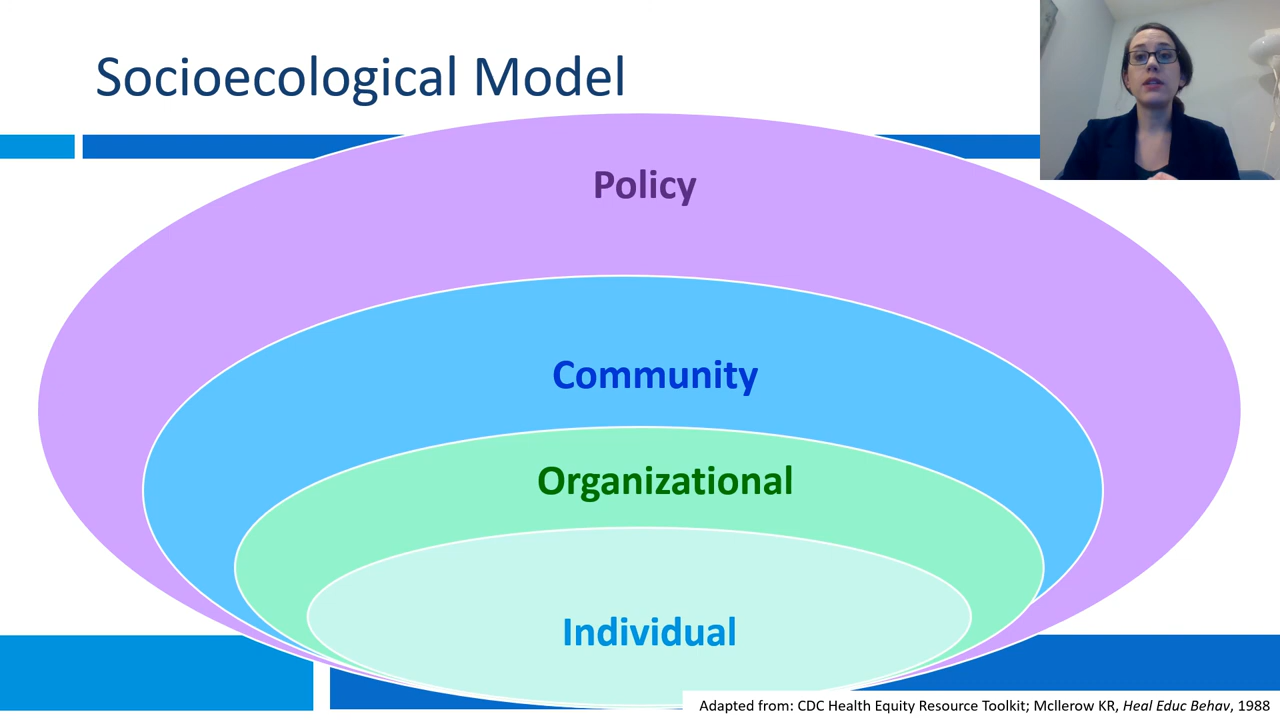 Socioecological Model
Policy
Community
Organizational
Individual
Adapted from: CDC Health Equity Resource Toolkit; Mcllerow KR, Heal Educ Behav, 1988